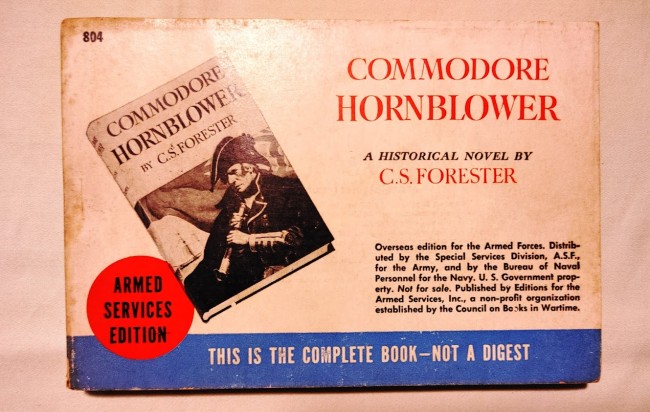 804
COMMODORE
HORNBLOWER
BY C.S. FORESTER
COMMODORE
HORNBLOWER
A HISTORICAL NOVEL BY
C.S. FORESTER
Overseas edition for the Armed Forces. Distrib-
uted by the Special Services Division, A.S.F.,
for the Army, and by the Bureau of Naval
Personnel for the Navy. U. S. Government prop-
erty. Not for sale. Published by Editions for the
Armed Services, Inc., a non-profit organization
established by the Council on Books in Wartime.
ARMED
SERVICES
EDITION
THIS IS THE COMPLETE BOOK—NOT A DIGEST